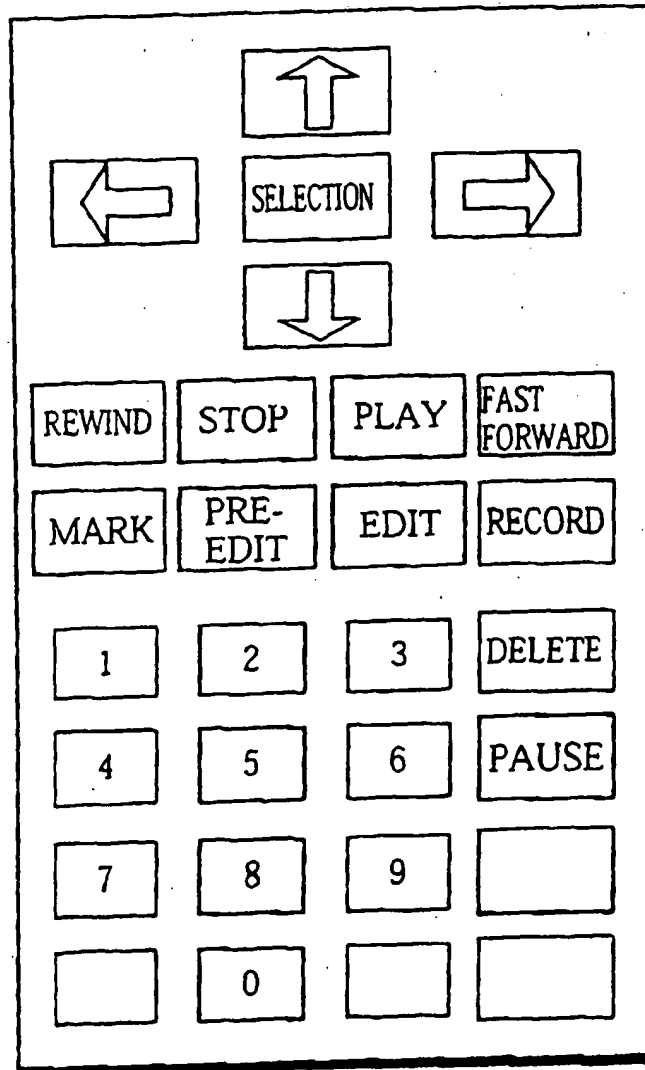 SELECTION
REWIND STOP PLAY FAST
FORWARD
MARK PRE-
EDIT EDIT RECORD
1 2 3 DELETE
4 5 6 PAUSE
7 8 9
0